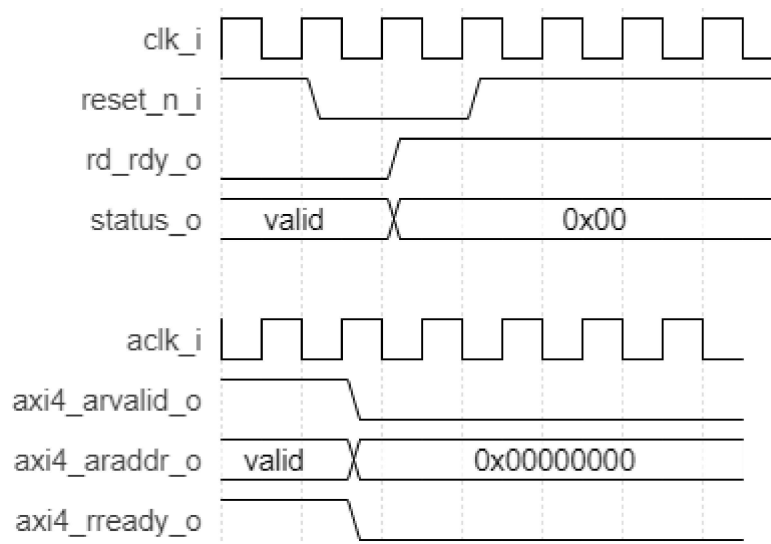 clk_i
reset_n_i
rd_rdy_o
status_o valid 0x00
aclk_i
axi4_arvalid_o
axi4_araddr_o valid 0x00000000
axi4_rready_o